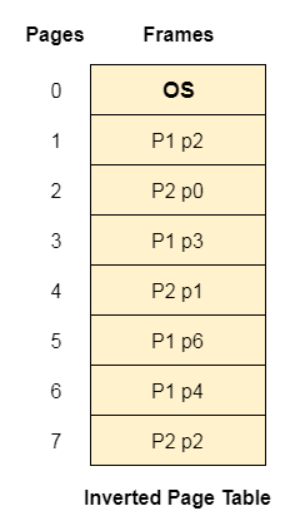 Pages Frames
0 OS
1 P1 p2
2 P2 p0
3 P1 p3
4 P2 p1
5 P1 p6
6 P1 p4
7 P2 p2
Inverted Page Table